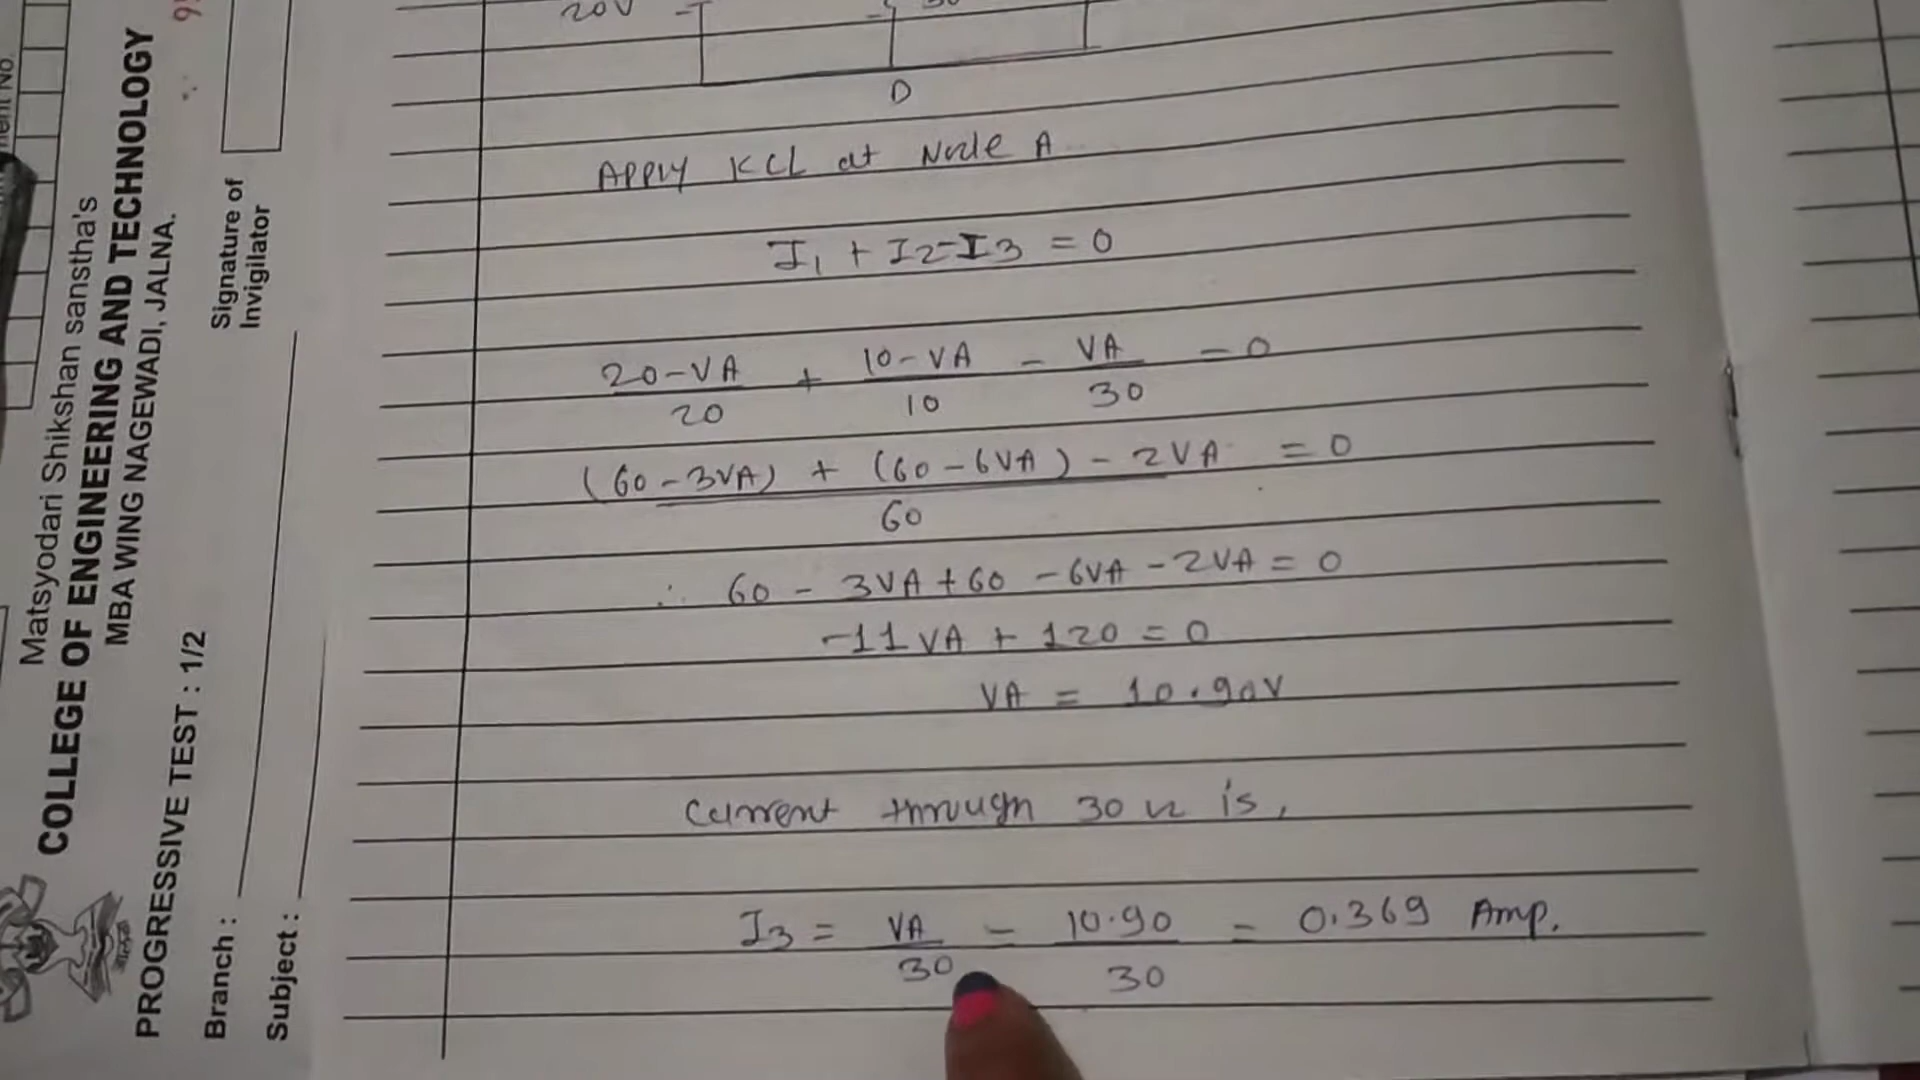 20V
D
Apply KCL at Node A
I1 + I2 - I3 = 0
20-VA/20 + 10-VA/10 - VA/30 = 0
(60-3VA) + (60-6VA) - 2VA = 0
60
∴ 60 - 3VA + 60 - 6VA - 2VA = 0
-11VA + 120 = 0
VA = 10.90V
Current through 30Ω is,
I3 = VA/30 = 10.90/30 = 0.369 Amp.
Matsyodari Shikshan sanstha's
COLLEGE OF ENGINEERING AND TECHNOLOGY
MBA WING NAGEWADI, JALNA.
PROGRESSIVE TEST : 1/2
Branch :
Subject :
Signature of
Invigilator